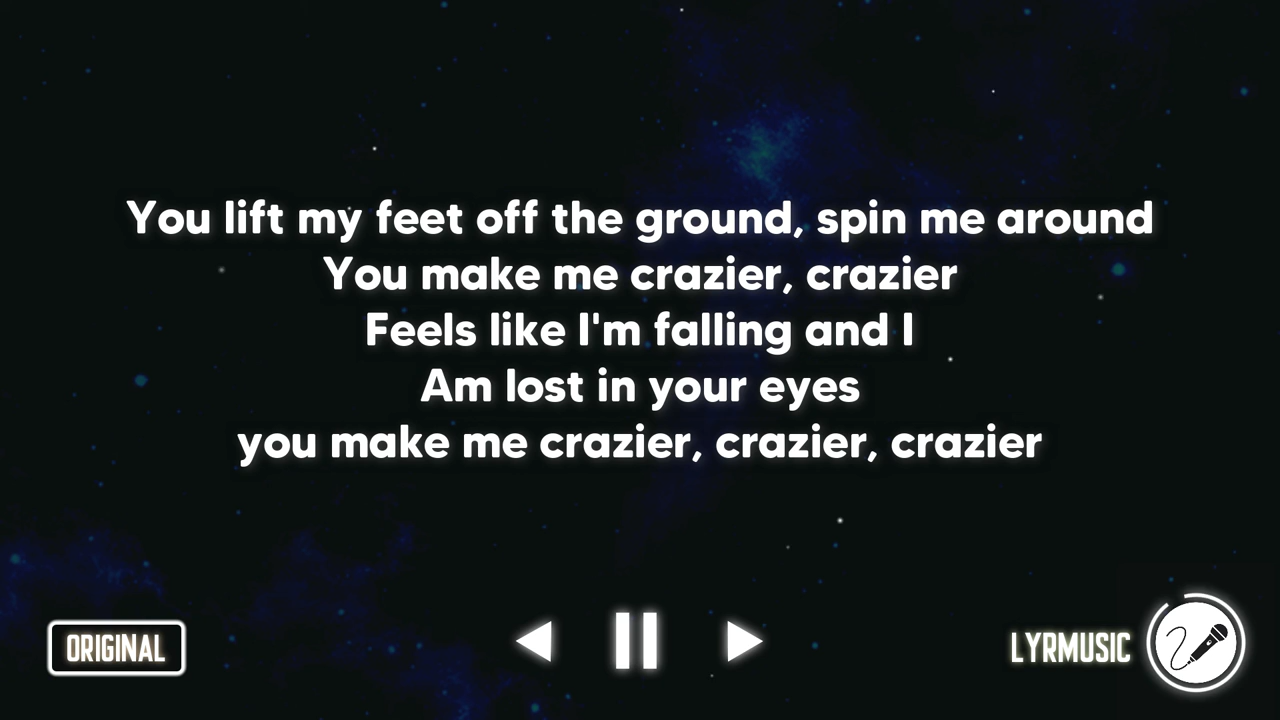 You lift my feet off the ground, spin me around
You make me crazier, crazier
Feels like I'm falling and I
Am lost in your eyes
you make me crazier, crazier, crazier
ORIGINAL
LYRMUSIC